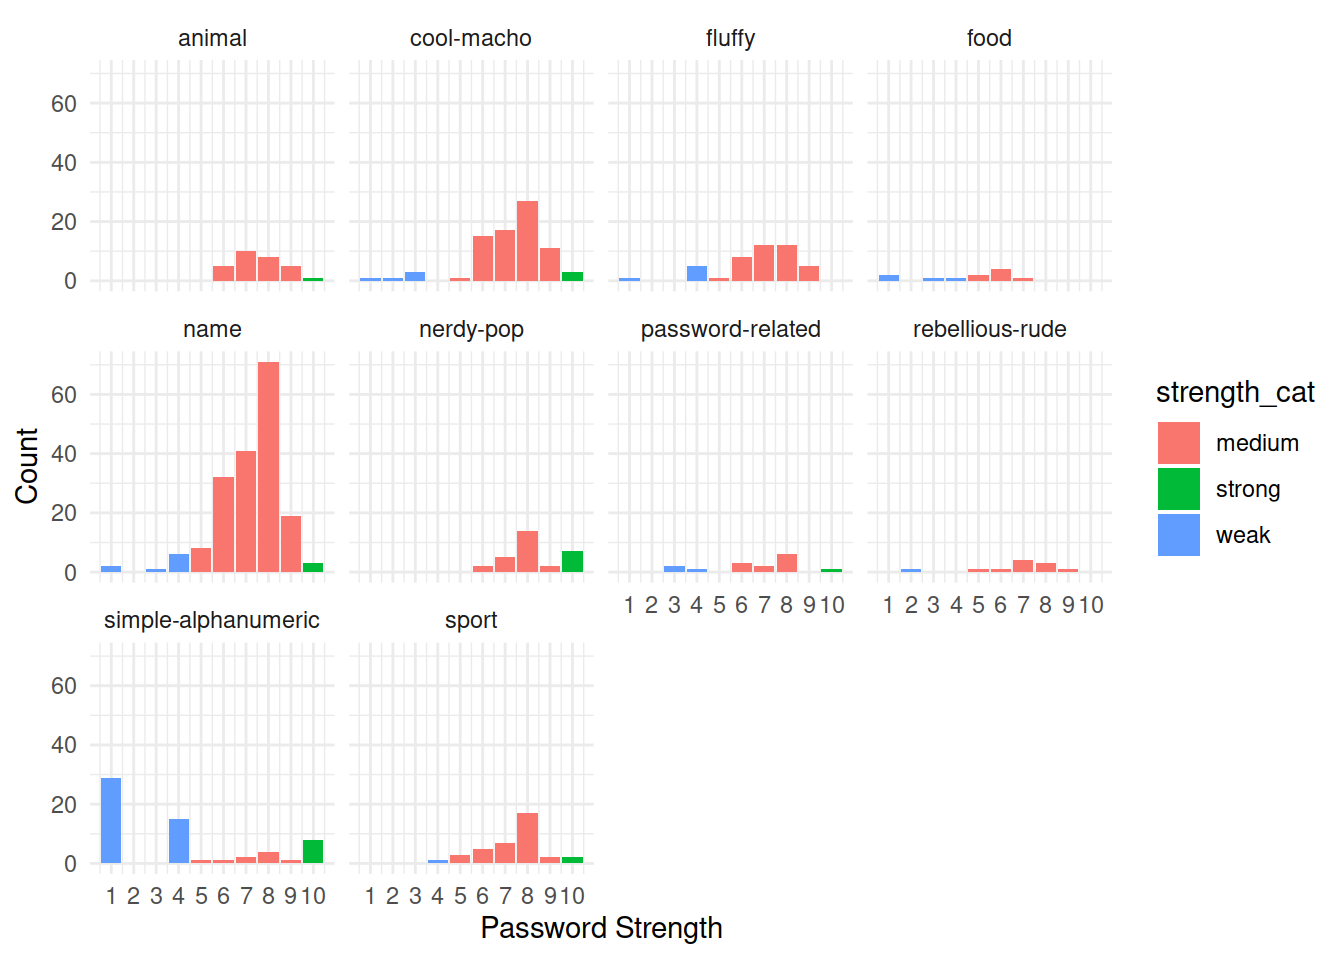 animal cool-macho fluffy food
60
40
20
0
name nerdy-pop password-related rebellious-rude
60
40
20
0
1 2 3 4 5 6 7 8 9 10 1 2 3 4 5 6 7 8 9 10
simple-alphanumeric sport
60
40
20
0
1 2 3 4 5 6 7 8 9 10 1 2 3 4 5 6 7 8 9 10
Password Strength
Count
strength_cat
medium
strong
weak